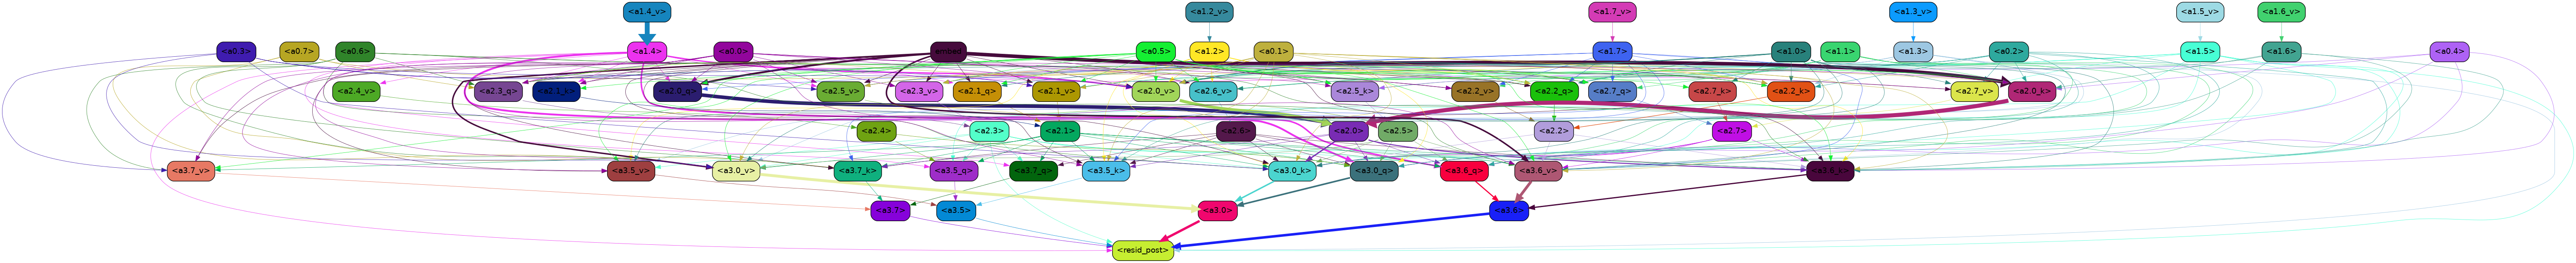 <a1.4_v> <a1.2_v> <a1.7_v> <a1.3_v> <a1.5_v> <a1.6_v>
<a0.3> <a0.7> <a0.6> <a1.4> <a0.0> embed <a0.5> <a1.2> <a0.1> <a1.7> <a1.0> <a1.1> <a1.3> <a0.2> <a1.5> <a1.6> <a0.4>
<a2.4_v> <a2.3_q> <a2.1_k> <a2.0_q> <a2.5_v> <a2.3_v> <a2.1_q> <a2.1_v> <a2.0_v> <a2.6_v> <a2.5_k> <a2.2_v> <a2.2_q> <a2.7_q> <a2.7_k> <a2.2_k> <a2.7_v> <a2.0_k>
<a2.4> <a2.3> <a2.1> <a2.6> <a2.0> <a2.5> <a2.2> <a2.7>
<a3.7_v> <a3.5_v> <a3.0_v> <a3.7_k> <a3.5_q> <a3.7_q> <a3.5_k> <a3.0_k> <a3.0_q> <a3.6_q> <a3.6_v> <a3.6_k>
<a3.7> <a3.5> <a3.0> <a3.6>
<resid_post>